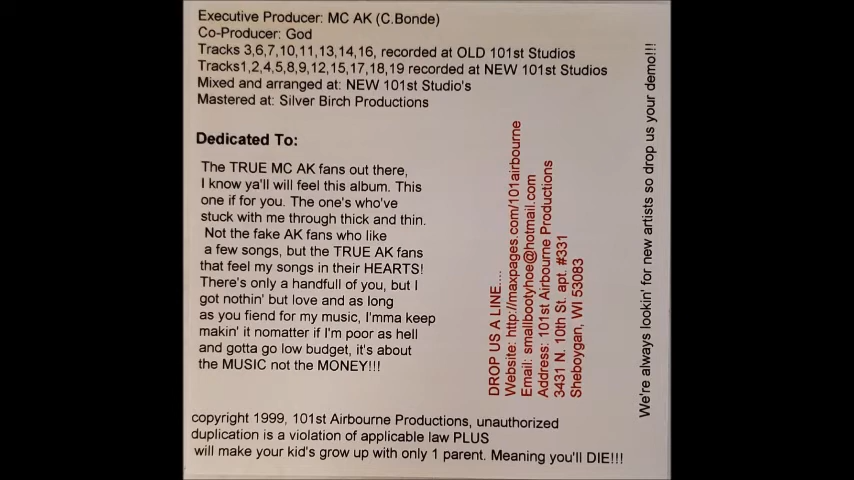 Executive Producer: MC AK (C.Bonde)
Co-Producer: God
Tracks 3,6,7,10,11,13,14,16, recorded at OLD 101st Studios
Tracks1,2,4,5,8,9,12,15,17,18,19 recorded at NEW 101st Studios
Mixed and arranged at: NEW 101st Studio's
Mastered at: Silver Birch Productions
Dedicated To:
The TRUE MC AK fans out there,
I know ya'll will feel this album. This
one if for you. The one's who've
stuck with me through thick and thin.
Not the fake AK fans who like
a few songs, but the TRUE AK fans
that feel my songs in their HEARTS!
There's only a handfull of you, but I
got nothin' but love and as long
as you fiend for my music, I'mma keep
makin' it nomatter if I'm poor as hell
and gotta go low budget, it's about
the MUSIC not the MONEY!!!
DROP US A LINE....
Website: http://maxpages.com/101airbourne
Email: smallbootyhoe@hotmail.com
Address: 101st Airbourne Productions
3431 N. 10th St. apt. #331
Sheboygan, WI 53083
We're always lookin' for new artists so drop us your demo!!!
copyright 1999, 101st Airbourne Productions, unauthorized
duplication is a violation of applicable law PLUS
will make your kid's grow up with only 1 parent. Meaning you'll DIE!!!